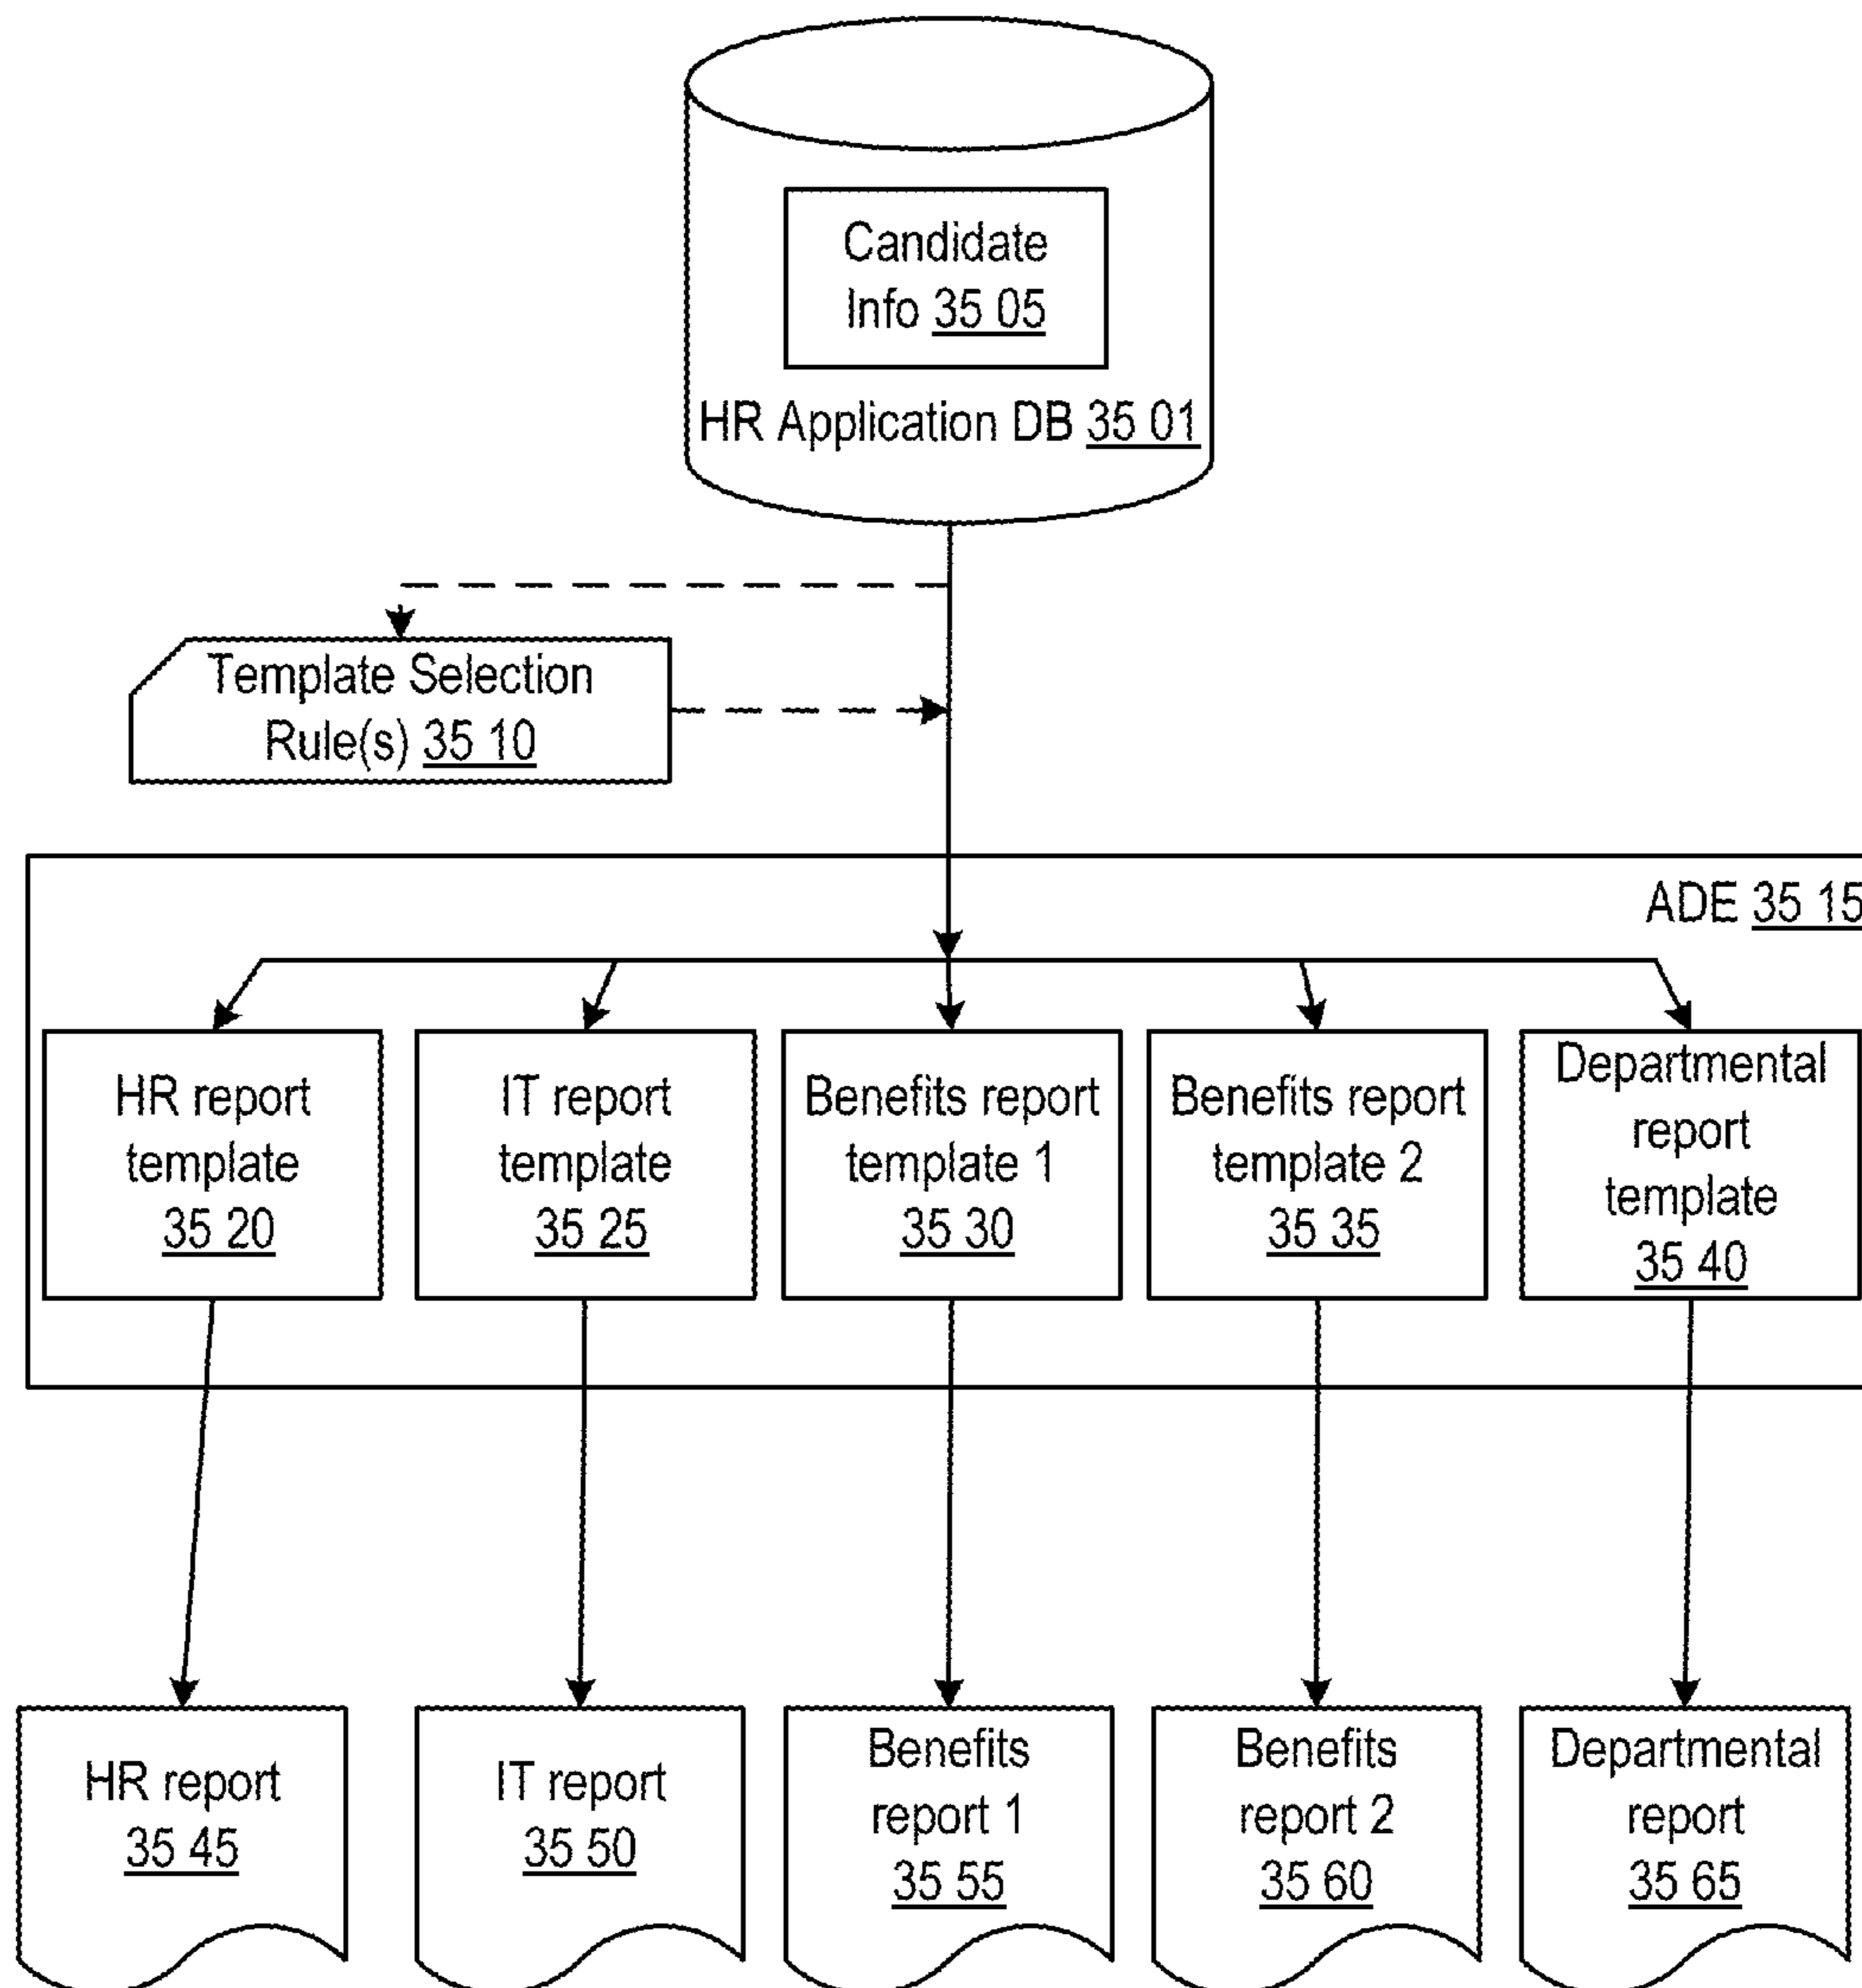 Candidate
Info 35 05
HR Application DB 35 01
Template Selection
Rule(s) 35 10
ADE 35 15
HR report
template
35 20
IT report
template
35 25
Benefits report
template 1
35 30
Benefits report
template 2
35 35
Departmental
report
template
35 40
HR report
35 45
IT report
35 50
Benefits
report 1
35 55
Benefits
report 2
35 60
Departmental
report
35 65